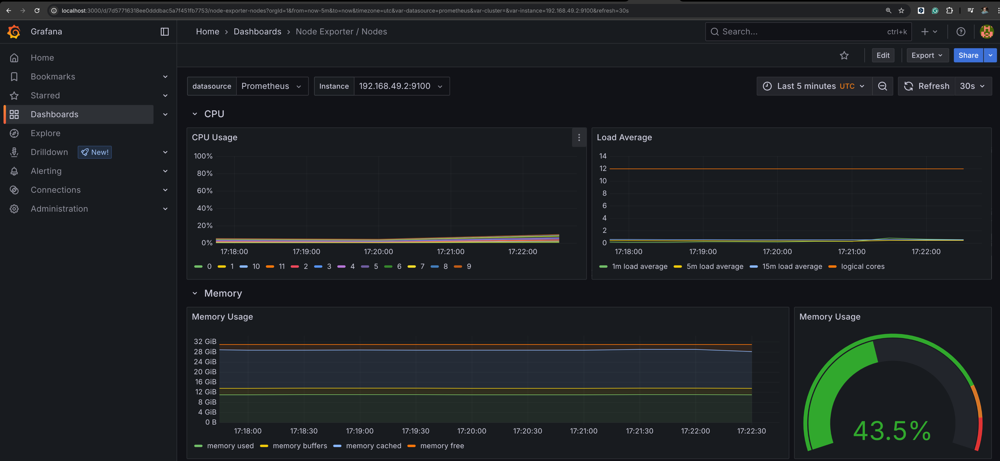 localhost:3000/d/7d57716318ee0dddbac5a7f451fb7753/node-exporter-nodes?orgId=1&from=now-5m&to=now&timezone=utc&var-datasource=prometheus&var-cluster=&var-instance=192.168.49.2:9100&refresh=30s
Grafana
Home › Dashboards › Node Exporter / Nodes
Search... ctrl+k
Edit Export Share
Home
Bookmarks
Starred
Dashboards
Explore
Drilldown New!
Alerting
Connections
Administration
datasource Prometheus Instance 192.168.49.2:9100
Last 5 minutes UTC Refresh 30s
CPU
CPU Usage
100%
80%
60%
40%
20%
0%
17:18:00 17:19:00 17:20:00 17:21:00 17:22:00
0 1 10 11 2 3 4 5 6 7 8 9
Load Average
14
12
10
8
6
4
2
0
17:18:00 17:19:00 17:20:00 17:21:00 17:22:00
1m load average 5m load average 15m load average logical cores
Memory
Memory Usage
32 GiB
28 GiB
24 GiB
20 GiB
16 GiB
12 GiB
8 GiB
4 GiB
0 B
17:18:00 17:18:30 17:19:00 17:19:30 17:20:00 17:20:30 17:21:00 17:21:30 17:22:00 17:22:30
memory used memory buffers memory cached memory free
Memory Usage
43.5%